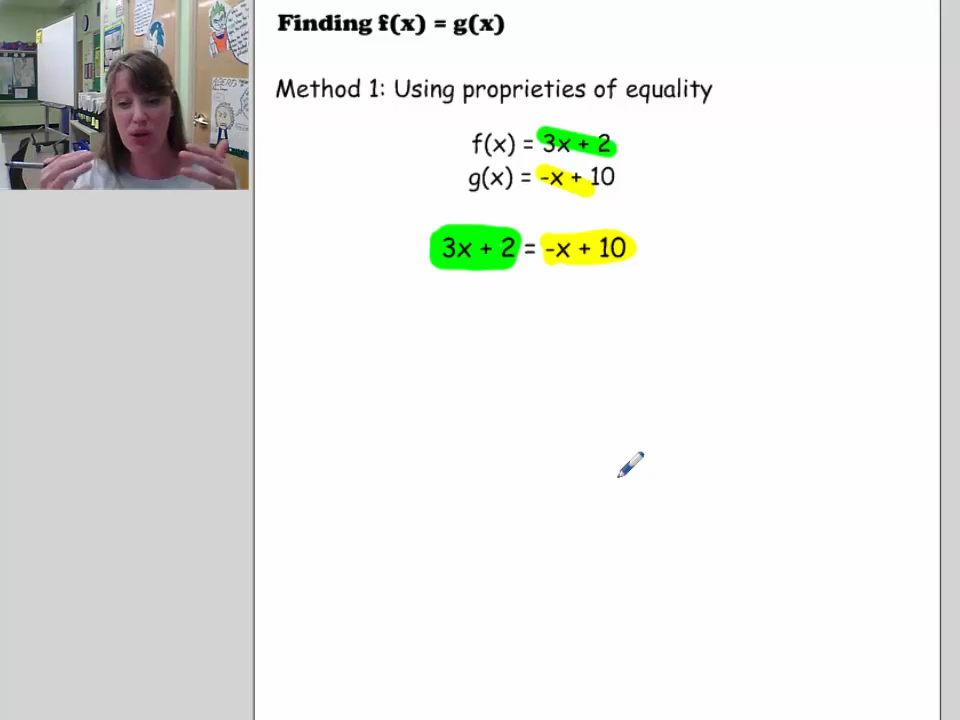 Finding f(x) = g(x)
Method 1: Using proprieties of equality
f(x) = 3x + 2
g(x) = -x + 10
3x + 2 = -x + 10